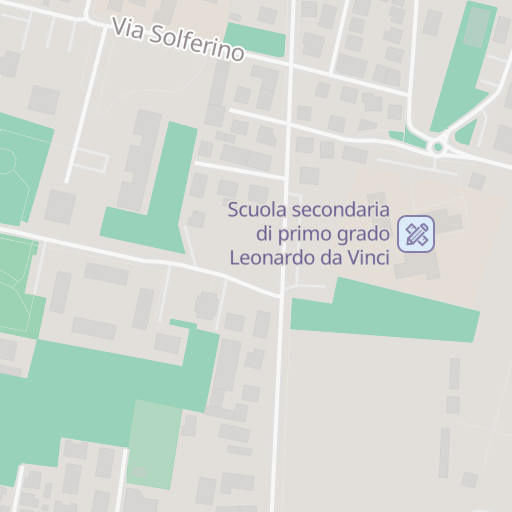 Via Solferino
Scuola secondaria
di primo grado
Leonardo da Vinci